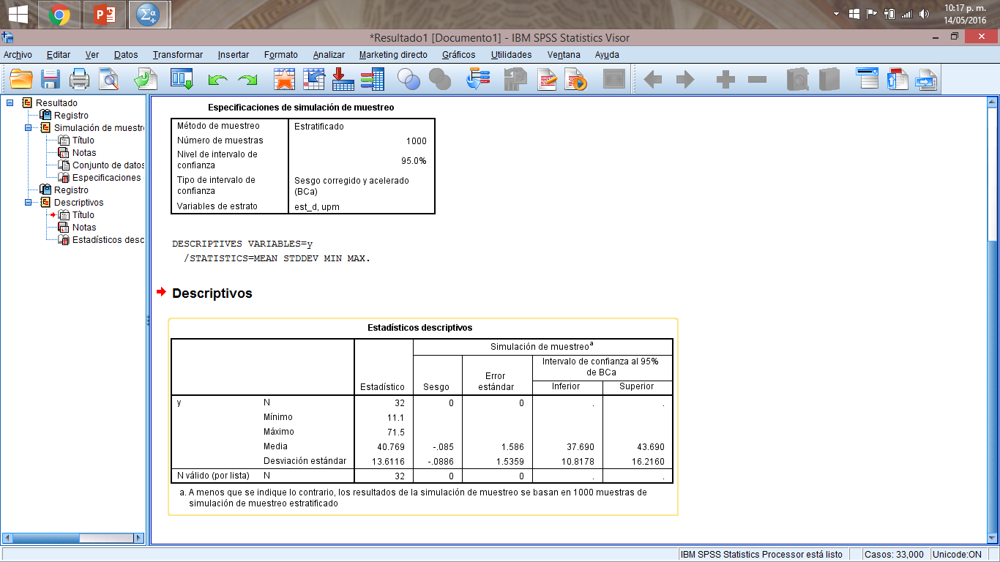 10:17 p. m.
14/05/2016
*Resultado1 [Documento1] - IBM SPSS Statistics Visor
Archivo Editar Ver Datos Transformar Insertar Formato Analizar Marketing directo Gráficos Utilidades Ventana Ayuda
Resultado
Registro
Simulación de muestr
Título
Notas
Conjunto de datos
Especificaciones
Registro
Descriptivos
Título
Notas
Estadísticos desc
Especificaciones de simulación de muestreo
Método de muestreo Estratificado
Número de muestras 1000
Nivel de intervalo de
confianza 95.0%
Tipo de intervalo de
confianza Sesgo corregido y acelerado
(BCa)
Variables de estrato est_d, upm
DESCRIPTIVES VARIABLES=y
/STATISTICS=MEAN STDDEV MIN MAX.
Descriptivos
Estadísticos descriptivos
Simulación de muestreo a
Intervalo de confianza al 95%
de BCa
Estadístico Sesgo Error
estándar Inferior Superior
y N 32 0 0 . .
Mínimo 11.1
Máximo 71.5
Media 40.769 -.085 1.586 37.690 43.690
Desviación estándar 13.6116 -.0886 1.5359 10.8178 16.2160
N válido (por lista) N 32 0 0 . .
a. A menos que se indique lo contrario, los resultados de la simulación de muestreo se basan en 1000 muestras de
simulación de muestreo estratificado
IBM SPSS Statistics Processor está listo Casos: 33,000 Unicode:ON